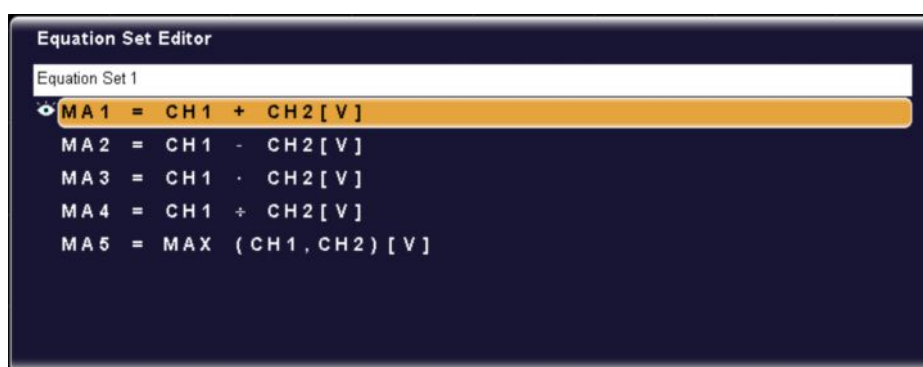 Equation Set Editor
Equation Set 1
MA1 = CH1 + CH2[V]
MA2 = CH1 - CH2[V]
MA3 = CH1 · CH2[V]
MA4 = CH1 ÷ CH2[V]
MA5 = MAX (CH1,CH2)[V]